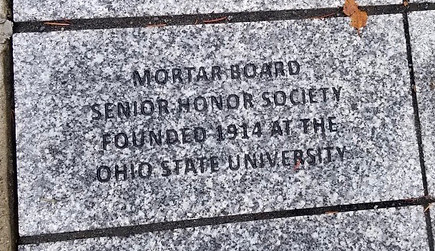 MORTAR BOARD
SENIOR HONOR SOCIETY
FOUNDED 1914 AT THE
OHIO STATE UNIVERSITY